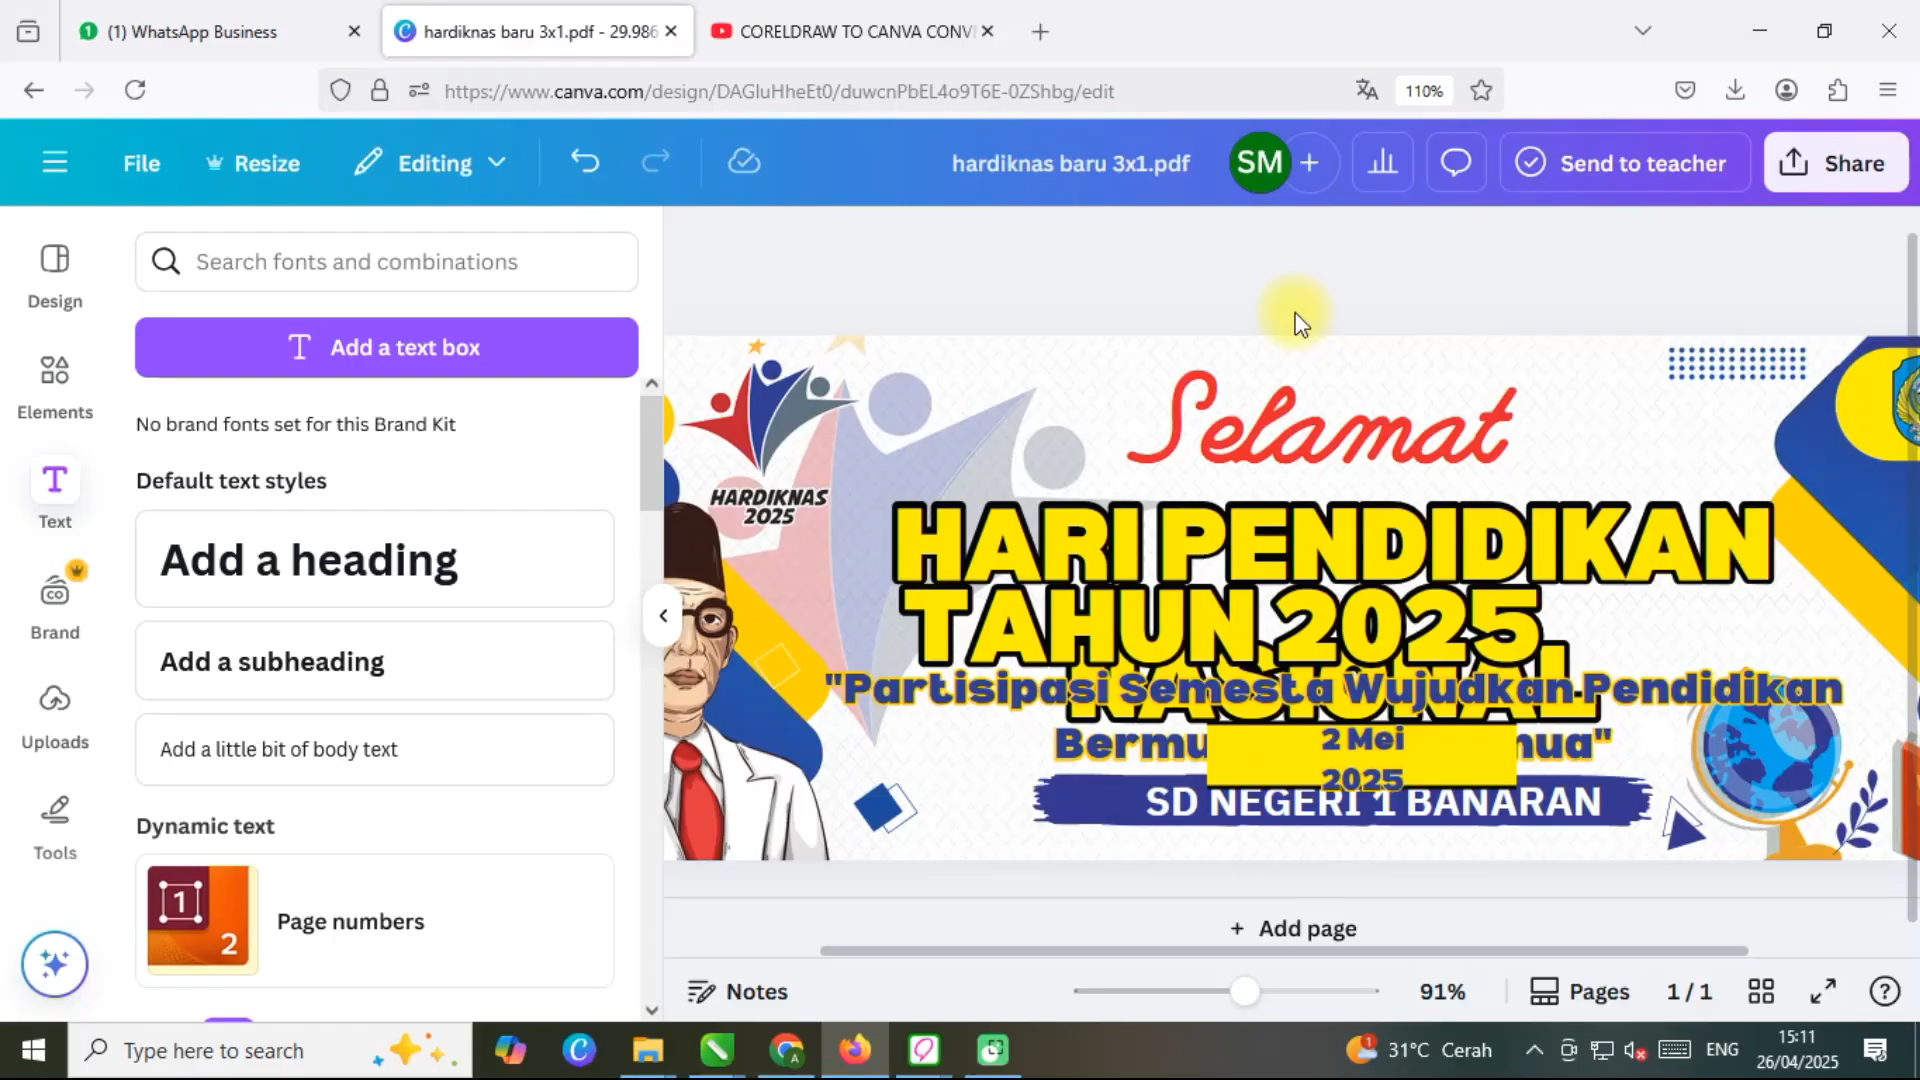 (1) WhatsApp Business
hardiknas baru 3x1.pdf - 29.986
CORELDRAW TO CANVA CONV
https://www.canva.com/design/DAGluHheEt0/duwcnPbEL4o9T6E-0ZShbg/edit
110%
File
Resize
Editing
hardiknas baru 3x1.pdf
SM
Send to teacher
Share
Design
Elements
Text
Brand
Uploads
Tools
Search fonts and combinations
Add a text box
No brand fonts set for this Brand Kit
Default text styles
Add a heading
Add a subheading
Add a little bit of body text
Dynamic text
1
2
Page numbers
HARDIKNAS
2025
Selamat
HARI PENDIDIKAN
TAHUN 2025
NASIONAL
"Partisipasi Semesta Wujudkan Pendidikan
Bermu mua"
2 Mei
2025
SD NEGERI 1 BANARAN
+ Add page
Notes
91%
Pages
1 / 1
Type here to search
31°C Cerah
ENG
15:11
26/04/2025